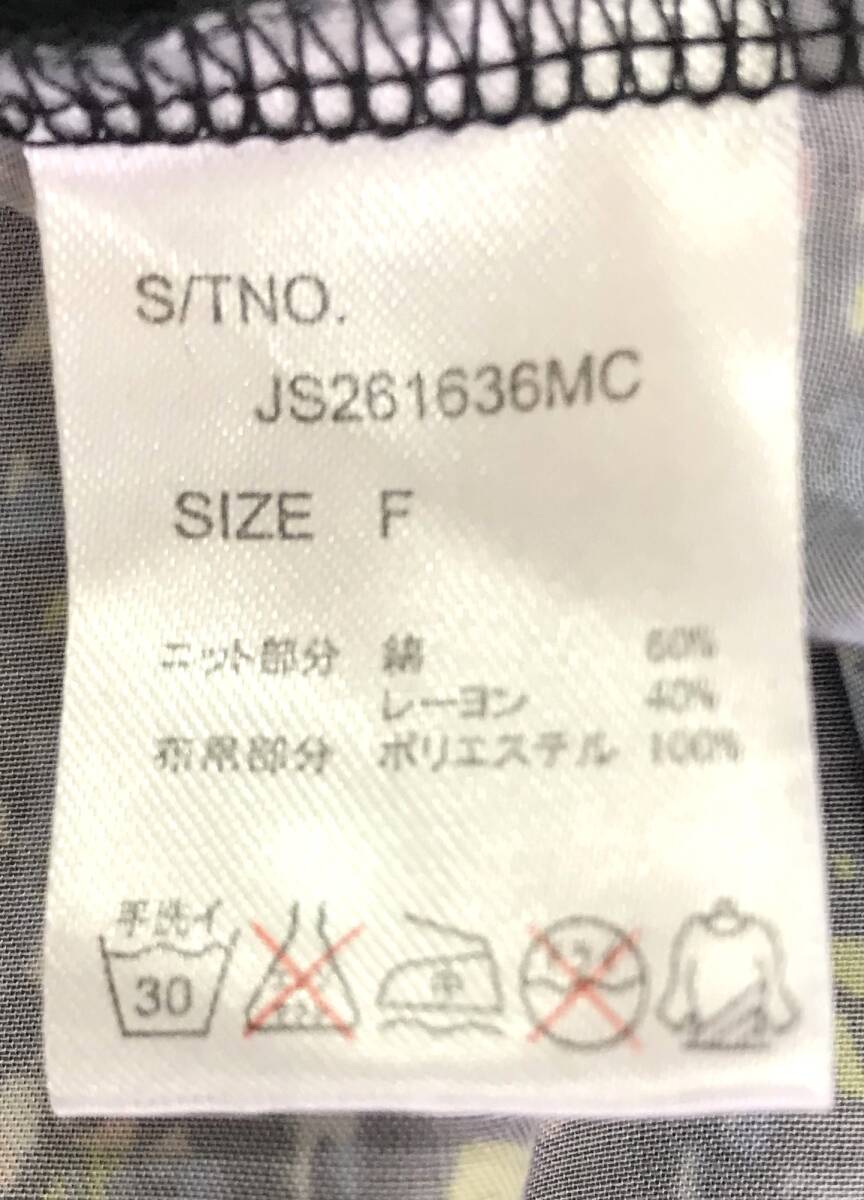 S/TNO.
JS261636MC
SIZE F
ニット部分 綿 60%
レーヨン 40%
布帛部分 ポリエステル 100%
手洗イ
30
中